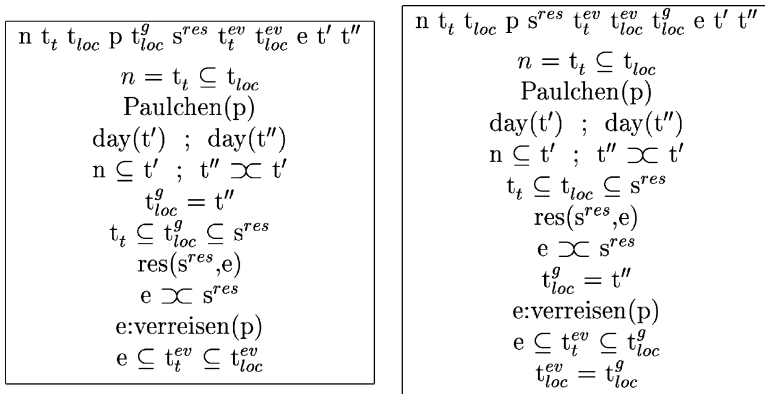 n t_t t_loc p t^g_loc s^res t^ev_t t^ev_loc e t′ t″
n = t_t ⊆ t_loc
Paulchen(p)
day(t′) ; day(t″)
n ⊆ t′ ; t″ ⊃⊂ t′
t^g_loc = t″
t_t ⊆ t^g_loc ⊆ s^res
res(s^res,e)
e ⊃⊂ s^res
e:verreisen(p)
e ⊆ t^ev_t ⊆ t^ev_loc
n t_t t_loc p s^res t^ev_t t^ev_loc t^g_loc e t′ t″
n = t_t ⊆ t_loc
Paulchen(p)
day(t′) ; day(t″)
n ⊆ t′ ; t″ ⊃⊂ t′
t_t ⊆ t_loc ⊆ s^res
res(s^res,e)
e ⊃⊂ s^res
t^g_loc = t″
e:verreisen(p)
e ⊆ t^ev_t ⊆ t^g_loc
t^ev_loc = t^g_loc